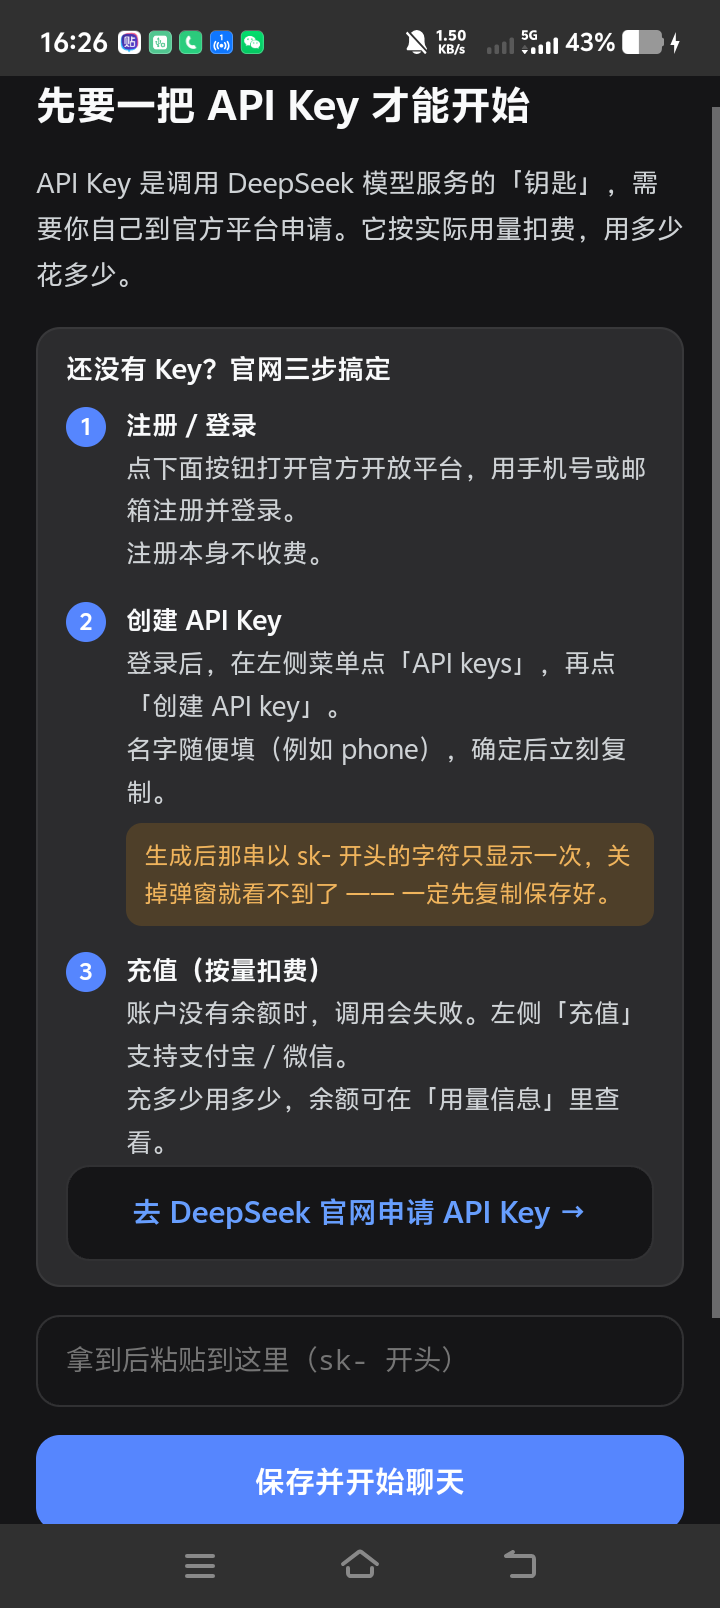 16:26
贴
1.50
KB/s
5G
43%
先要一把 API Key 才能开始
API Key 是调用 DeepSeek 模型服务的「钥匙」，需
要你自己到官方平台申请。它按实际用量扣费，用多少
花多少。
还没有 Key？官网三步搞定
1 注册 / 登录
点下面按钮打开官方开放平台，用手机号或邮
箱注册并登录。
注册本身不收费。
2 创建 API Key
登录后，在左侧菜单点「API keys」，再点
「创建 API key」。
名字随便填（例如 phone），确定后立刻复
制。
生成后那串以 sk- 开头的字符只显示一次，关
掉弹窗就看不到了 —— 一定先复制保存好。
3 充值（按量扣费）
账户没有余额时，调用会失败。左侧「充值」
支持支付宝 / 微信。
充多少用多少，余额可在「用量信息」里查
看。
去 DeepSeek 官网申请 API Key →
拿到后粘贴到这里（sk- 开头）
保存并开始聊天